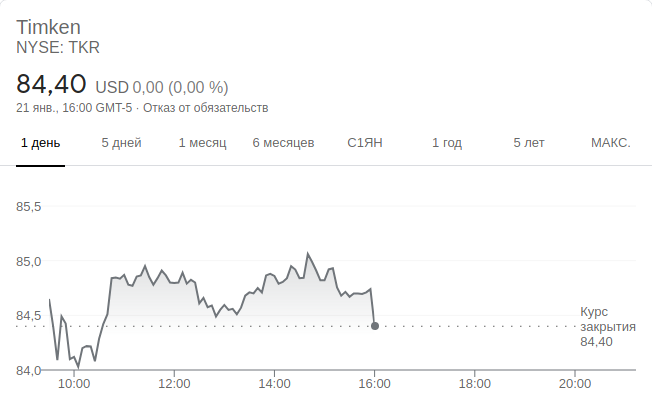 Timken
NYSE: TKR
84,40 USD 0,00 (0,00 %)
21 янв., 16:00 GMT-5 · Отказ от обязательств
1 день 5 дней 1 месяц 6 месяцев С1ЯН 1 год 5 лет МАКС.
85,5
85,0
84,5
84,0
Курс
закрытия
84,40
10:00 12:00 14:00 16:00 18:00 20:00